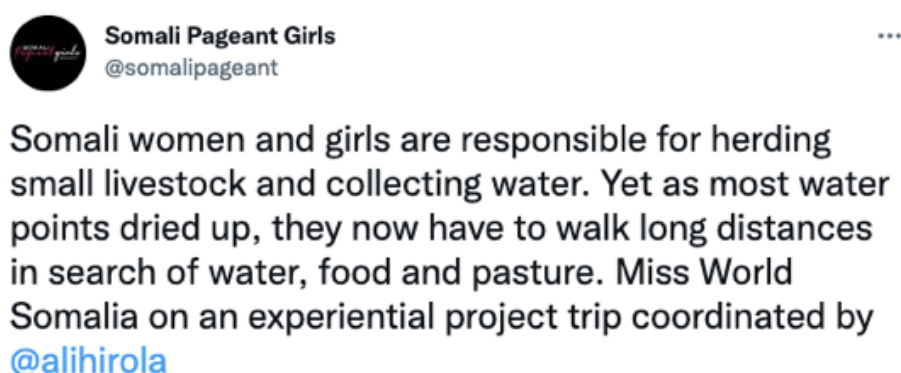 Somali Pageant Girls
@somalipageant
Somali women and girls are responsible for herding
small livestock and collecting water. Yet as most water
points dried up, they now have to walk long distances
in search of water, food and pasture. Miss World
Somalia on an experiential project trip coordinated by
@alihirola